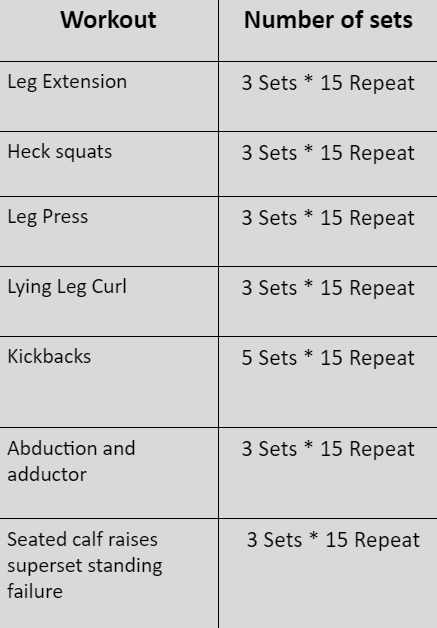 Workout Number of sets
Leg Extension 3 Sets * 15 Repeat
Heck squats 3 Sets * 15 Repeat
Leg Press 3 Sets * 15 Repeat
Lying Leg Curl 3 Sets * 15 Repeat
Kickbacks 5 Sets * 15 Repeat
Abduction and 3 Sets * 15 Repeat
adductor
Seated calf raises 3 Sets * 15 Repeat
superset standing
failure